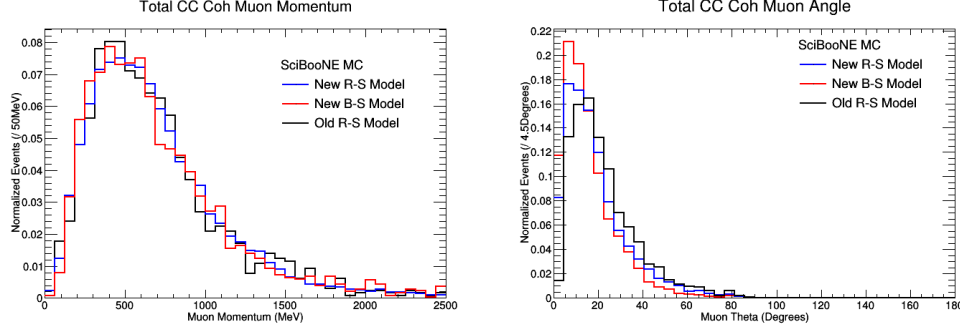 Total CC Coh Muon Momentum
Normalized Events (/ 50MeV)
0.08
0.07
0.06
0.05
0.04
0.03
0.02
0.01
0
SciBooNE MC
New R-S Model
New B-S Model
Old R-S Model
0 500 1000 1500 2000 2500
Muon Momentum (MeV)
Total CC Coh Muon Angle
Normalized Events (/ 4.5Degrees)
0.22
0.2
0.18
0.16
0.14
0.12
0.1
0.08
0.06
0.04
0.02
0
SciBooNE MC
New R-S Model
New B-S Model
Old R-S Model
0 20 40 60 80 100 120 140 160 180
Muon Theta (Degrees)